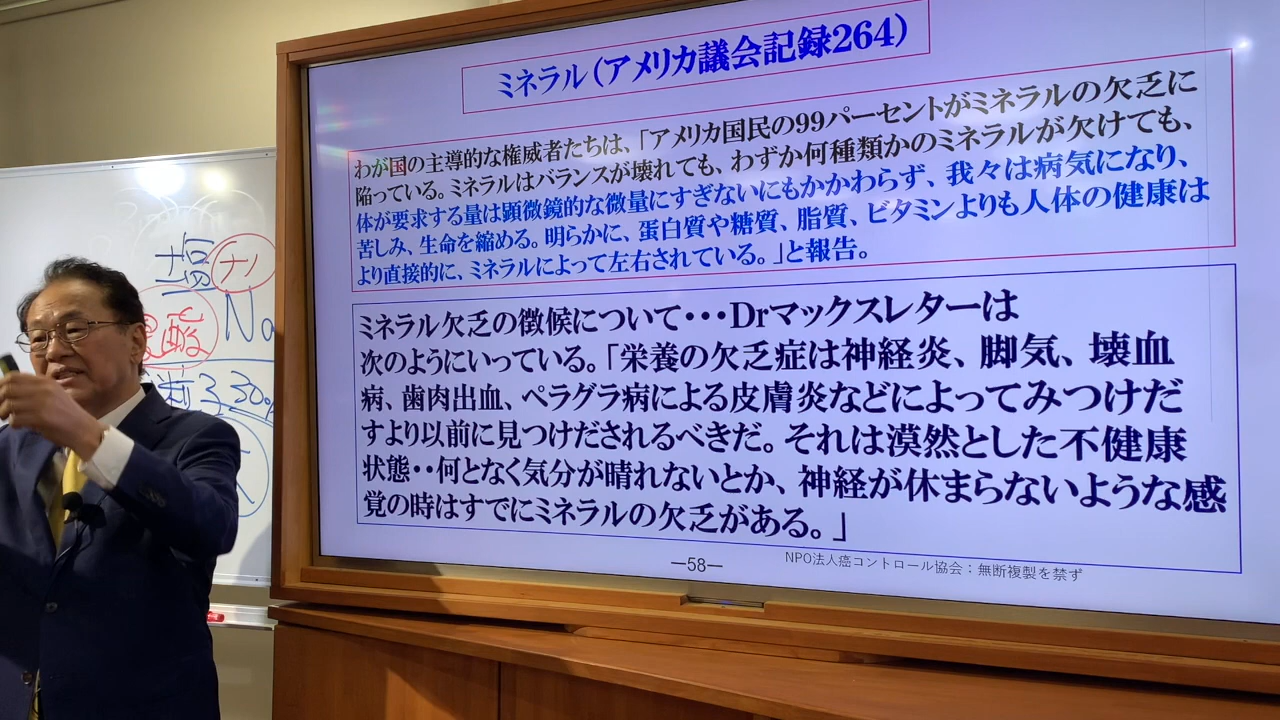 ミネラル(アメリカ議会記録264)
わが国の主導的な権威者たちは、「アメリカ国民の99パーセントがミネラルの欠乏に
陥っている。ミネラルはバランスが壊れても、わずか何種類かのミネラルが欠けても、
体が要求する量は顕微鏡的な微量にすぎないにもかかわらず、我々は病気になり、
苦しみ、生命を縮める。明らかに、蛋白質や糖質、脂質、ビタミンよりも人体の健康は
より直接的に、ミネラルによって左右されている。」と報告。
ミネラル欠乏の徴候について・・・Drマックスレターは
次のようにいっている。「栄養の欠乏症は神経炎、脚気、壊血
病、歯肉出血、ペラグラ病による皮膚炎などによってみつけだ
すより以前に見つけだされるべきだ。それは漠然とした不健康
状態・・何となく気分が晴れないとか、神経が休まらないような感
覚の時はすでにミネラルの欠乏がある。」
―58―
NPO法人癌コントロール協会：無断複製を禁ず
塩 ナ
酸 Na
330